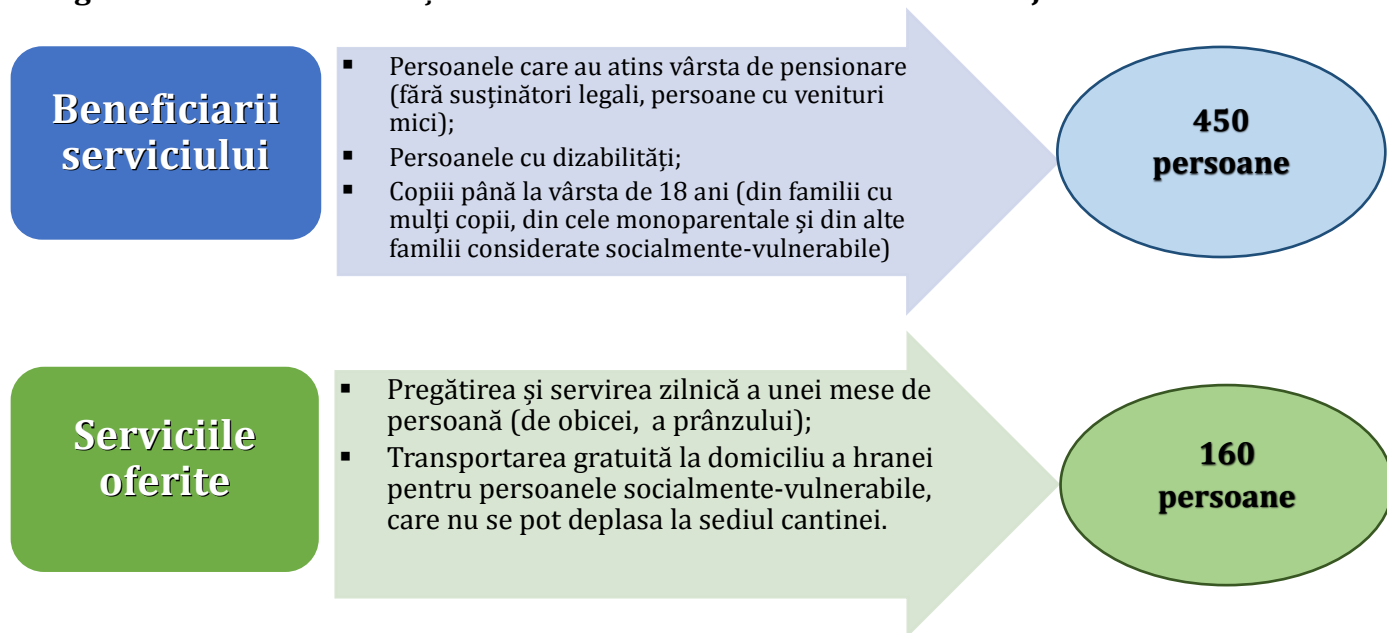 Beneficiarii
serviciului
▪ Persoanele care au atins vârsta de pensionare
(fără susținători legali, persoane cu venituri
mici);
▪ Persoanele cu dizabilități;
▪ Copiii până la vârsta de 18 ani (din familii cu
mulți copii, din cele monoparentale și din alte
familii considerate socialmente-vulnerabile)
450
persoane
Serviciile
oferite
▪ Pregătirea și servirea zilnică a unei mese de
persoană (de obicei, a prânzului);
▪ Transportarea gratuită la domiciliu a hranei
pentru persoanele socialmente-vulnerabile,
care nu se pot deplasa la sediul cantinei.
160
persoane